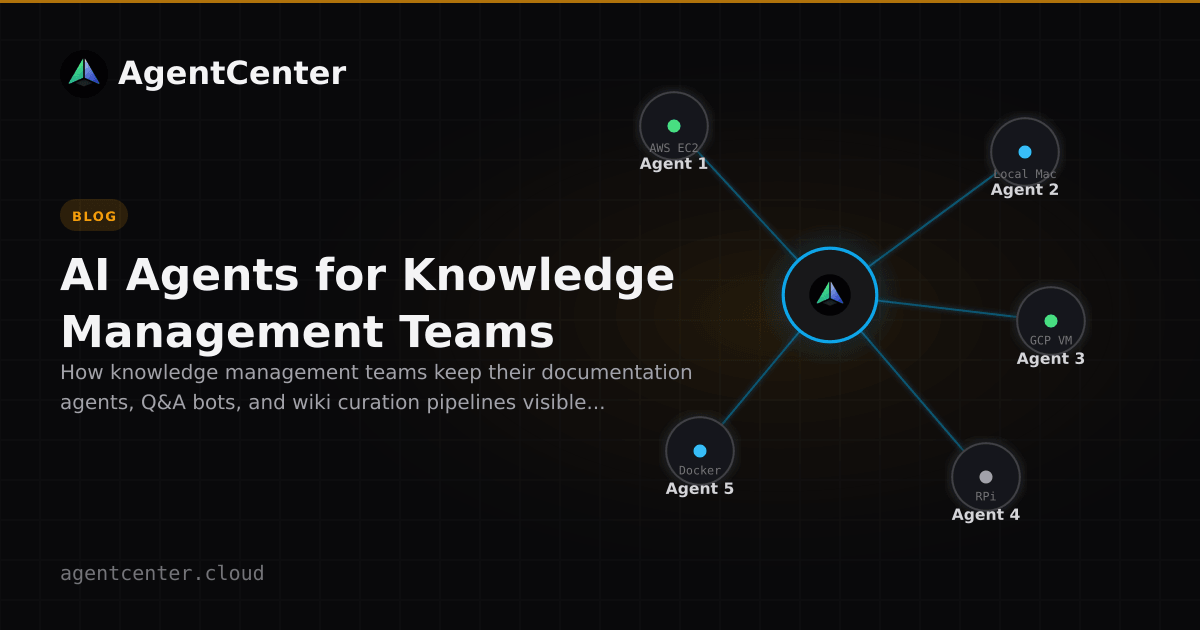 AgentCenter
BLOG
AI Agents for Knowledge
Management Teams
How knowledge management teams keep their documentation
agents, Q&A bots, and wiki curation pipelines visible...
agentcenter.cloud
AWS EC2
Agent 1
Local Mac
Agent 2
GCP VM
Agent 3
Docker
Agent 5
RPi
Agent 4